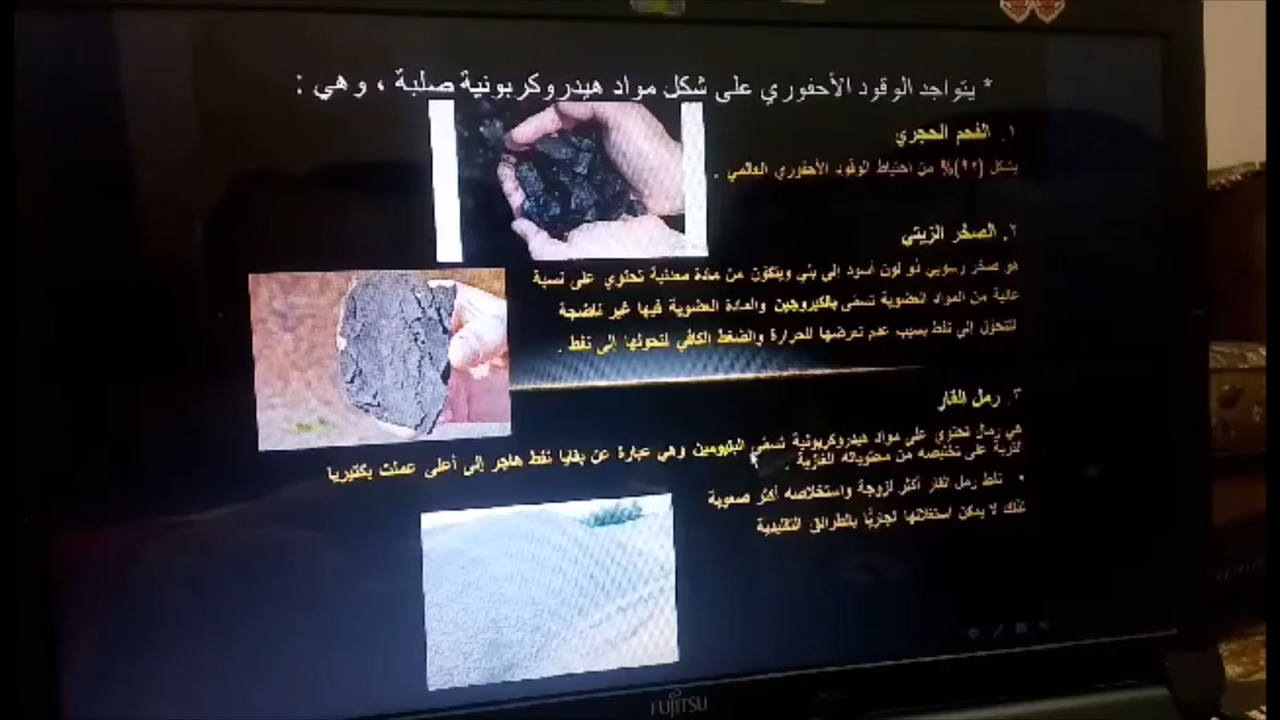 * يتواجد الوقود الأحفوري على شكل مواد هيدروكربونية صلبة ، وهي :
١. الفحم الحجري
يشكل % من احتياط الوقود الأحفوري العالمي .
٢. الصخر الزيتي
هو صخر رسوبي ذو لون أسود إلى بني ويتكون من مادة معدنية تحتوي على نسبة
عالية من المواد العضوية تسمى بالكيروجين والمادة العضوية فيها غير ناضجة
للتحول إلى نفط بسبب عدم تعرضها للحرارة والضغط الكافي لتحولها إلى نفط .
٣. رمل القار
هي رمال تحتوي على مواد هيدروكربونية تسمى البتيومين وهي عبارة عن بقايا نفط هاجر إلى أعلى عملت بكتيريا
التربة على تخليصه من محتوياته الغازية .
* نفط رمل القار أكثر لزوجة واستخلاصه أكثر صعوبة
لذلك لا يمكن استغلالها تجاريًا بالطرائق التقليدية
FUJITSU